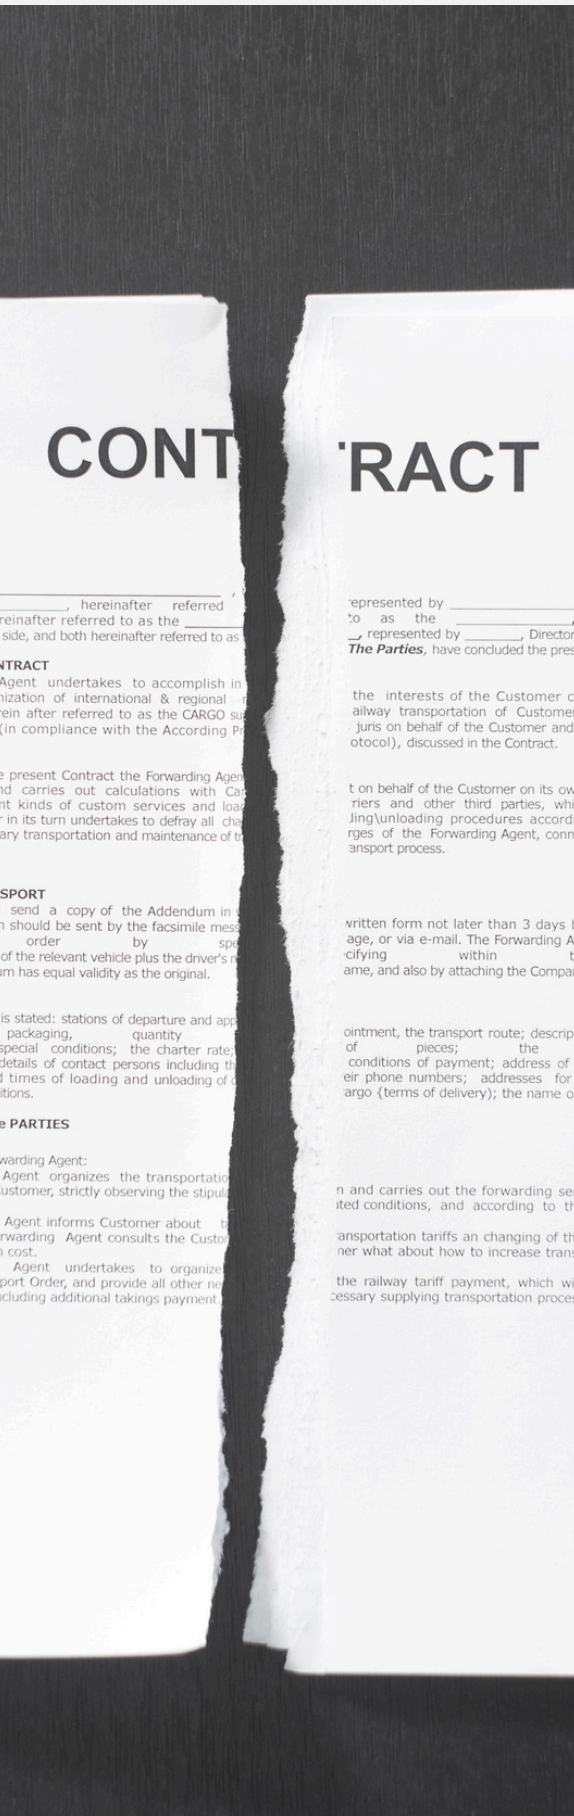 CONT RACT
, hereinafter referred
reinafter referred to as the
side, and both hereinafter referred to as
epresented by
to as the
, represented by , Director
The Parties, have concluded the pres
NTRACT
Agent undertakes to accomplish in the interests of the Customer c
nization of international & regional ailway transportation of Custome
rein after referred to as the CARGO su juris on behalf of the Customer and
(in compliance with the According Pr otocol), discussed in the Contract.
e present Contract the Forwarding Agen t on behalf of the Customer on its ow
nd carries out calculations with Car riers and other third parties, whi
nt kinds of custom services and load ding\unloading procedures accord
r in its turn undertakes to defray all cha rges of the Forwarding Agent, conn
ary transportation and maintenance of tr ansport process.
SPORT
send a copy of the Addendum in written form not later than 3 days b
n should be sent by the facsimile mess age, or via e-mail. The Forwarding A
order by spe cifying within t
of the relevant vehicle plus the driver's n ame, and also by attaching the Compa
um has equal validity as the original.
is stated: stations of departure and app ointment, the transport route; descrip
packaging, quantity of pieces; the
special conditions; the charter rate; conditions of payment; address of
details of contact persons including th eir phone numbers; addresses for
d times of loading and unloading of c argo {terms of delivery); the name o
itions.
e PARTIES
warding Agent:
Agent organizes the transportatio n and carries out the forwarding se
ustomer, strictly observing the stipula ated conditions, and according to th
Agent informs Customer about t ansportation tariffs an changing of th
rwarding Agent consults the Custo mer what about how to increase trans
n cost.
Agent undertakes to organize the railway tariff payment, which wi
port Order, and provide all other ne cessary supplying transportation proces
cluding additional takings payment.